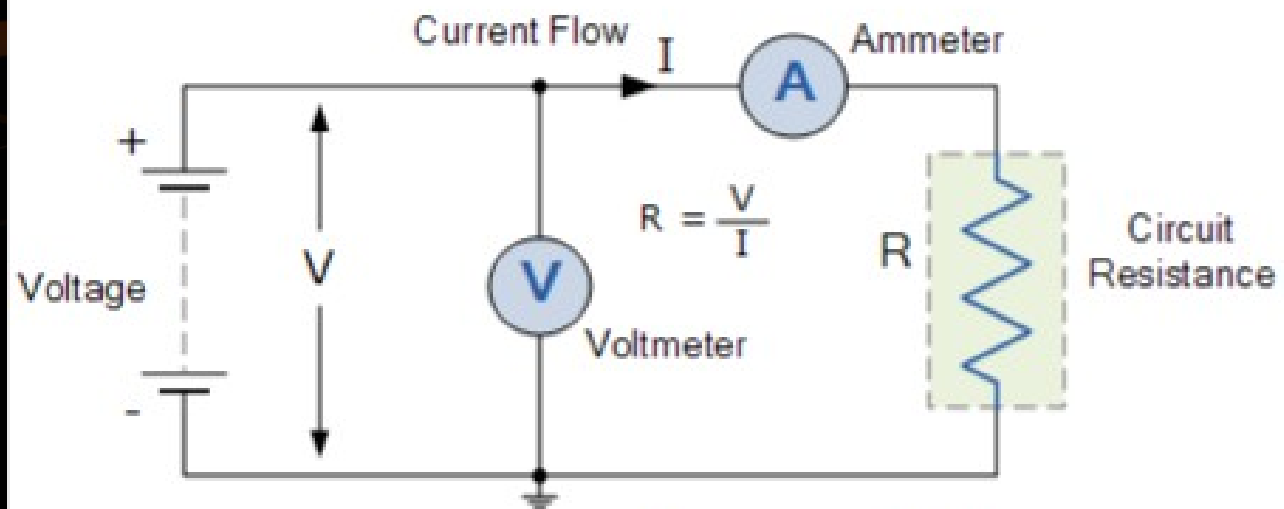 Current Flow
I
Ammeter
A
+
V
R = V
I
R
Circuit
Resistance
Voltage
V
V
Voltmeter
-